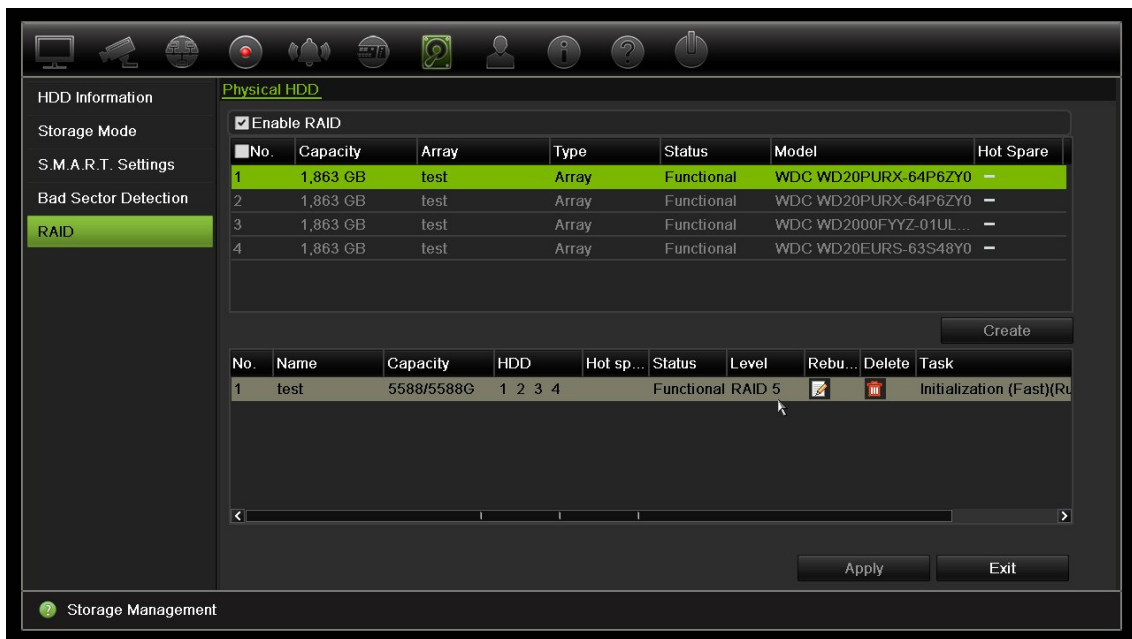 Physical HDD
HDD Information
Storage Mode
S.M.A.R.T. Settings
Bad Sector Detection
RAID
Enable RAID
No. Capacity Array Type Status Model Hot Spare
1 1,863 GB test Array Functional WDC WD20PURX-64P6ZY0 –
2 1,863 GB test Array Functional WDC WD20PURX-64P6ZY0 –
3 1,863 GB test Array Functional WDC WD2000FYYZ-01UL... –
4 1,863 GB test Array Functional WDC WD20EURS-63S48Y0 –
Create
No. Name Capacity HDD Hot sp... Status Level Rebu... Delete Task
1 test 5588/5588G 1 2 3 4 Functional RAID 5 Initialization (Fast)(Ru
Apply Exit
Storage Management